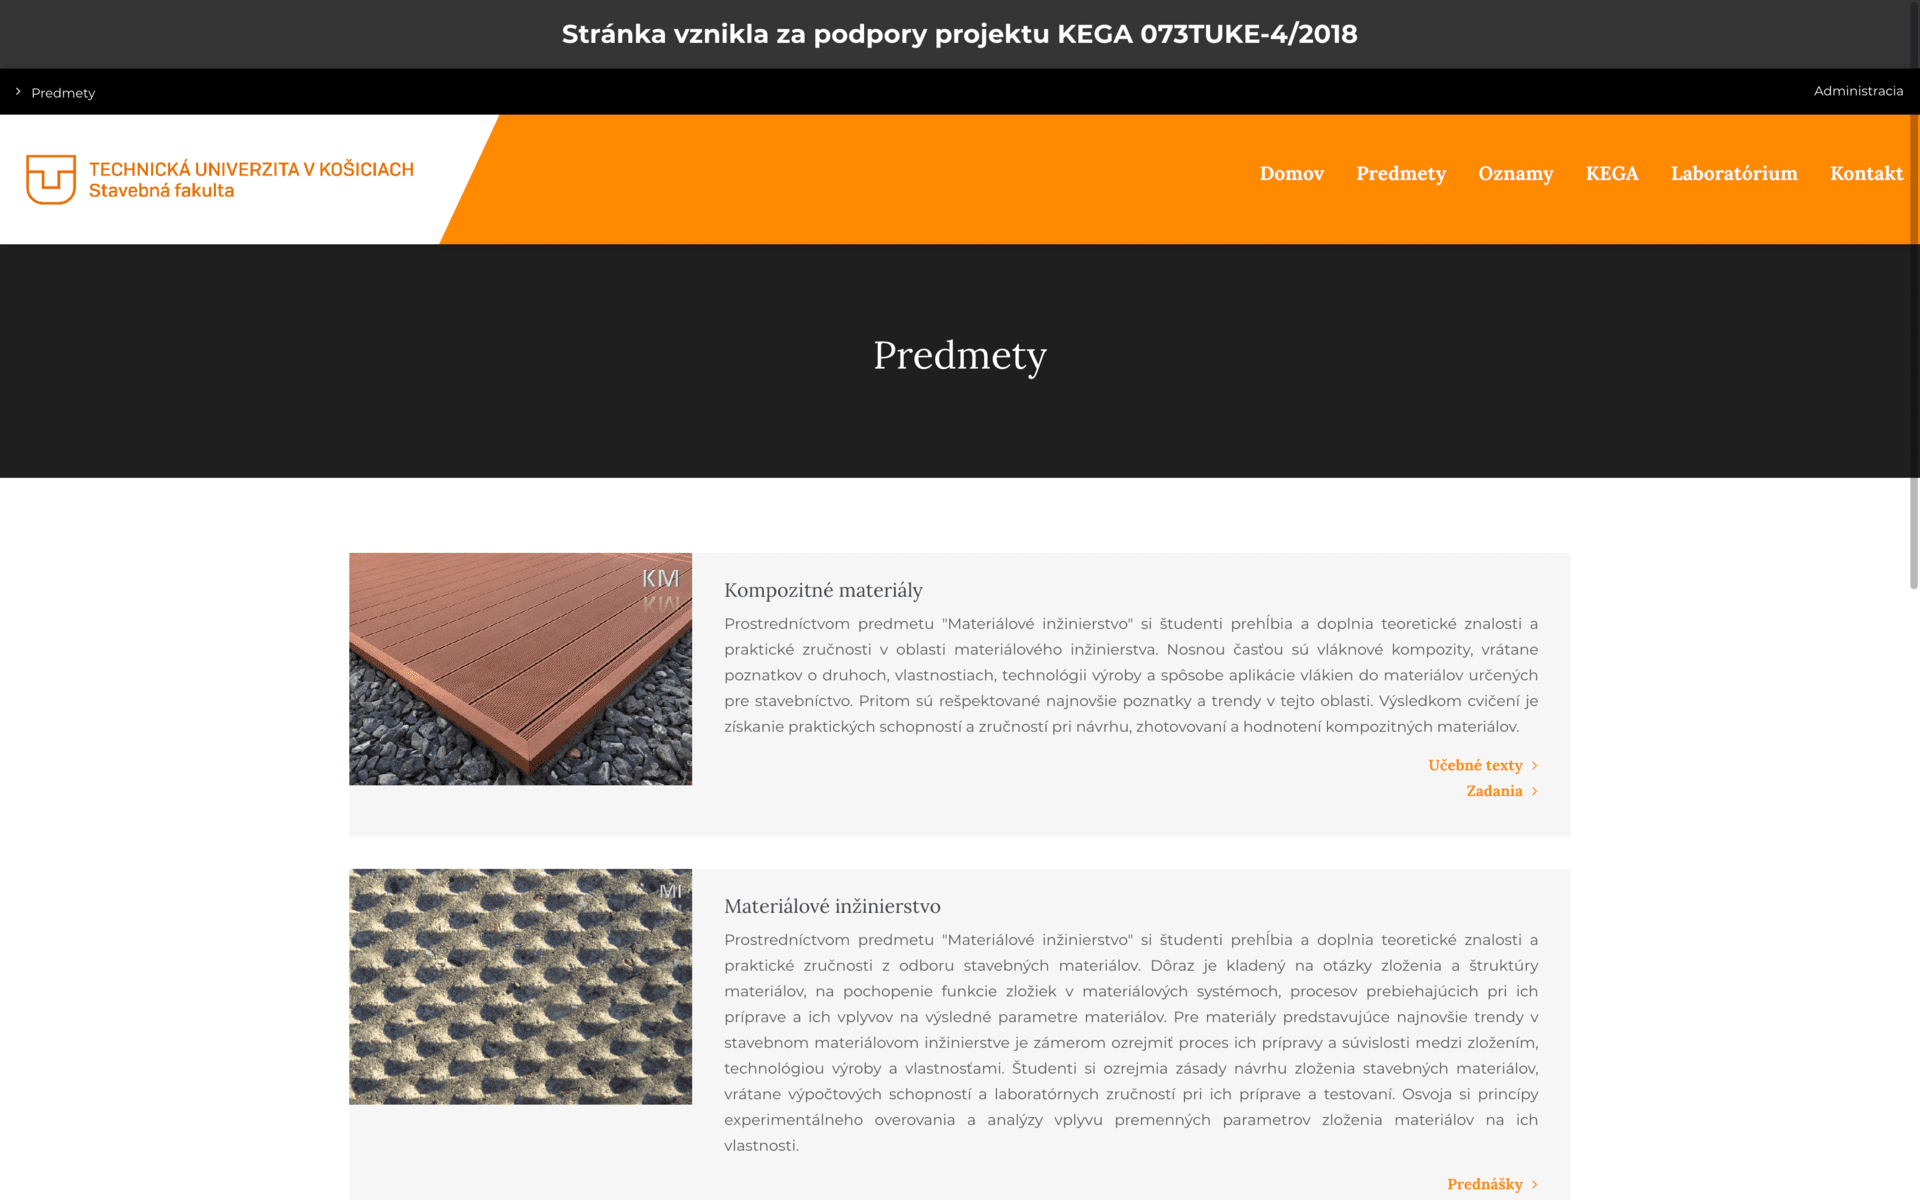 Stránka vznikla za podpory projektu KEGA 073TUKE-4/2018
Predmety
Administracia
TECHNICKÁ UNIVERZITA V KOŠICIACH
Stavebná fakulta
Domov Predmety Oznamy KEGA Laboratórium Kontakt
Predmety
KM
Kompozitné materiály
Prostredníctvom predmetu "Materiálové inžinierstvo" si študenti prehĺbia a doplnia teoretické znalosti a
praktické zručnosti v oblasti materiálového inžinierstva. Nosnou časťou sú vláknové kompozity, vrátane
poznatkov o druhoch, vlastnostiach, technológii výroby a spôsobe aplikácie vlákien do materiálov určených
pre stavebníctvo. Pritom sú rešpektované najnovšie poznatky a trendy v tejto oblasti. Výsledkom cvičení je
získanie praktických schopností a zručností pri návrhu, zhotovovaní a hodnotení kompozitných materiálov.
Učebné texty
Zadania
MI
Materiálové inžinierstvo
Prostredníctvom predmetu "Materiálové inžinierstvo" si študenti prehĺbia a doplnia teoretické znalosti a
praktické zručnosti z odboru stavebných materiálov. Dôraz je kladený na otázky zloženia a štruktúry
materiálov, na pochopenie funkcie zložiek v materiálových systémoch, procesov prebiehajúcich pri ich
príprave a ich vplyvov na výsledné parametre materiálov. Pre materiály predstavujúce najnovšie trendy v
stavebnom materiálovom inžinierstve je zámerom ozrejmiť proces ich prípravy a súvislosti medzi zložením,
technológiou výroby a vlastnosťami. Študenti si ozrejmia zásady návrhu zloženia stavebných materiálov,
vrátane výpočtových schopností a laboratórnych zručností pri ich príprave a testovaní. Osvoja si princípy
experimentálneho overovania a analýzy vplyvu premenných parametrov zloženia materiálov na ich
vlastnosti.
Prednášky